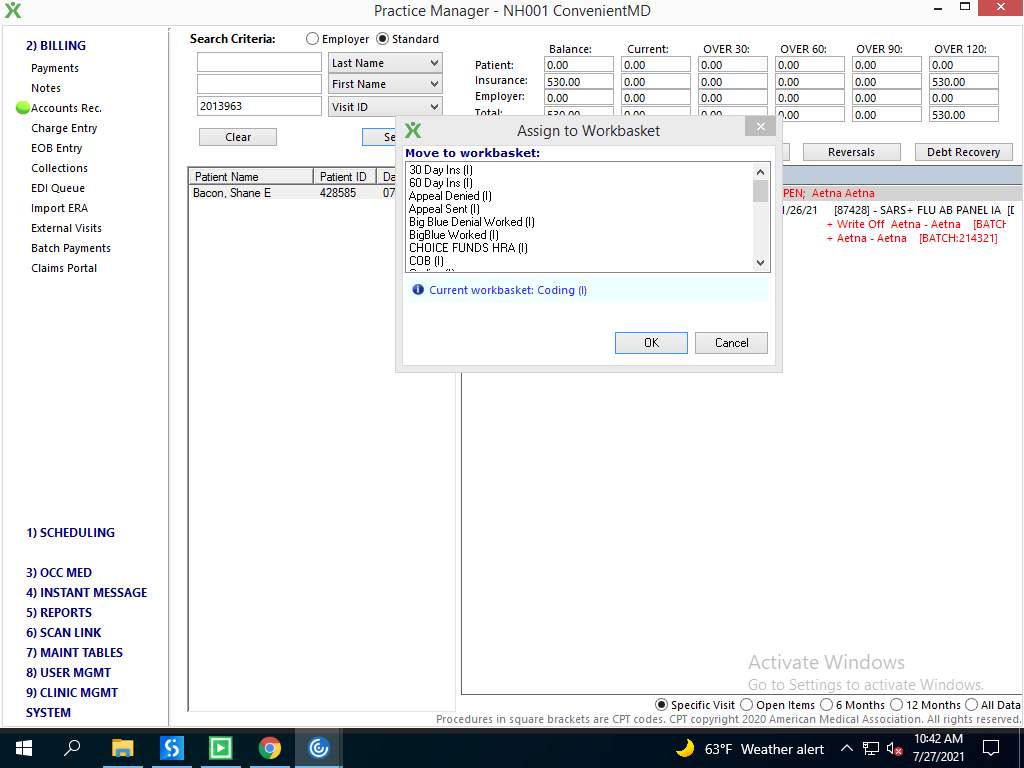 Practice Manager - NH001 ConvenientMD
2) BILLING
Payments
Notes
Accounts Rec.
Charge Entry
EOB Entry
Collections
EDI Queue
Import ERA
External Visits
Batch Payments
Claims Portal
1) SCHEDULING
3) OCC MED
4) INSTANT MESSAGE
5) REPORTS
6) SCAN LINK
7) MAINT TABLES
8) USER MGMT
9) CLINIC MGMT
SYSTEM
Search Criteria: Employer Standard
Last Name
First Name
2013963 Visit ID
Clear Se
Balance: Current: OVER 30: OVER 60: OVER 90: OVER 120:
Patient: 0.00 0.00 0.00 0.00 0.00 0.00
Insurance: 530.00 0.00 0.00 0.00 0.00 530.00
Employer: 0.00 0.00 0.00 0.00 0.00 0.00
Total: 530.00 0.00 0.00 0.00 0.00 530.00
Reversals Debt Recovery
Patient Name Patient ID Da
Bacon, Shane E 428585 07
PEN; Aetna Aetna
1/26/21 [87428] - SARS+ FLU AB PANEL IA [D
+ Write Off Aetna - Aetna [BATCH
+ Aetna - Aetna [BATCH:214321]
Assign to Workbasket
Move to workbasket:
30 Day Ins (I)
60 Day Ins (I)
Appeal Denied (I)
Appeal Sent (I)
Big Blue Denial Worked (I)
BigBlue Worked (I)
CHOICE FUNDS HRA (I)
COB (I)
Coding (I)
Current workbasket: Coding (I)
OK Cancel
Activate Windows
Go to Settings to activate Windows.
Specific Visit Open Items 6 Months 12 Months All Data
Procedures in square brackets are CPT codes. CPT copyright 2020 American Medical Association. All rights reserved.
63°F Weather alert
10:42 AM
7/27/2021